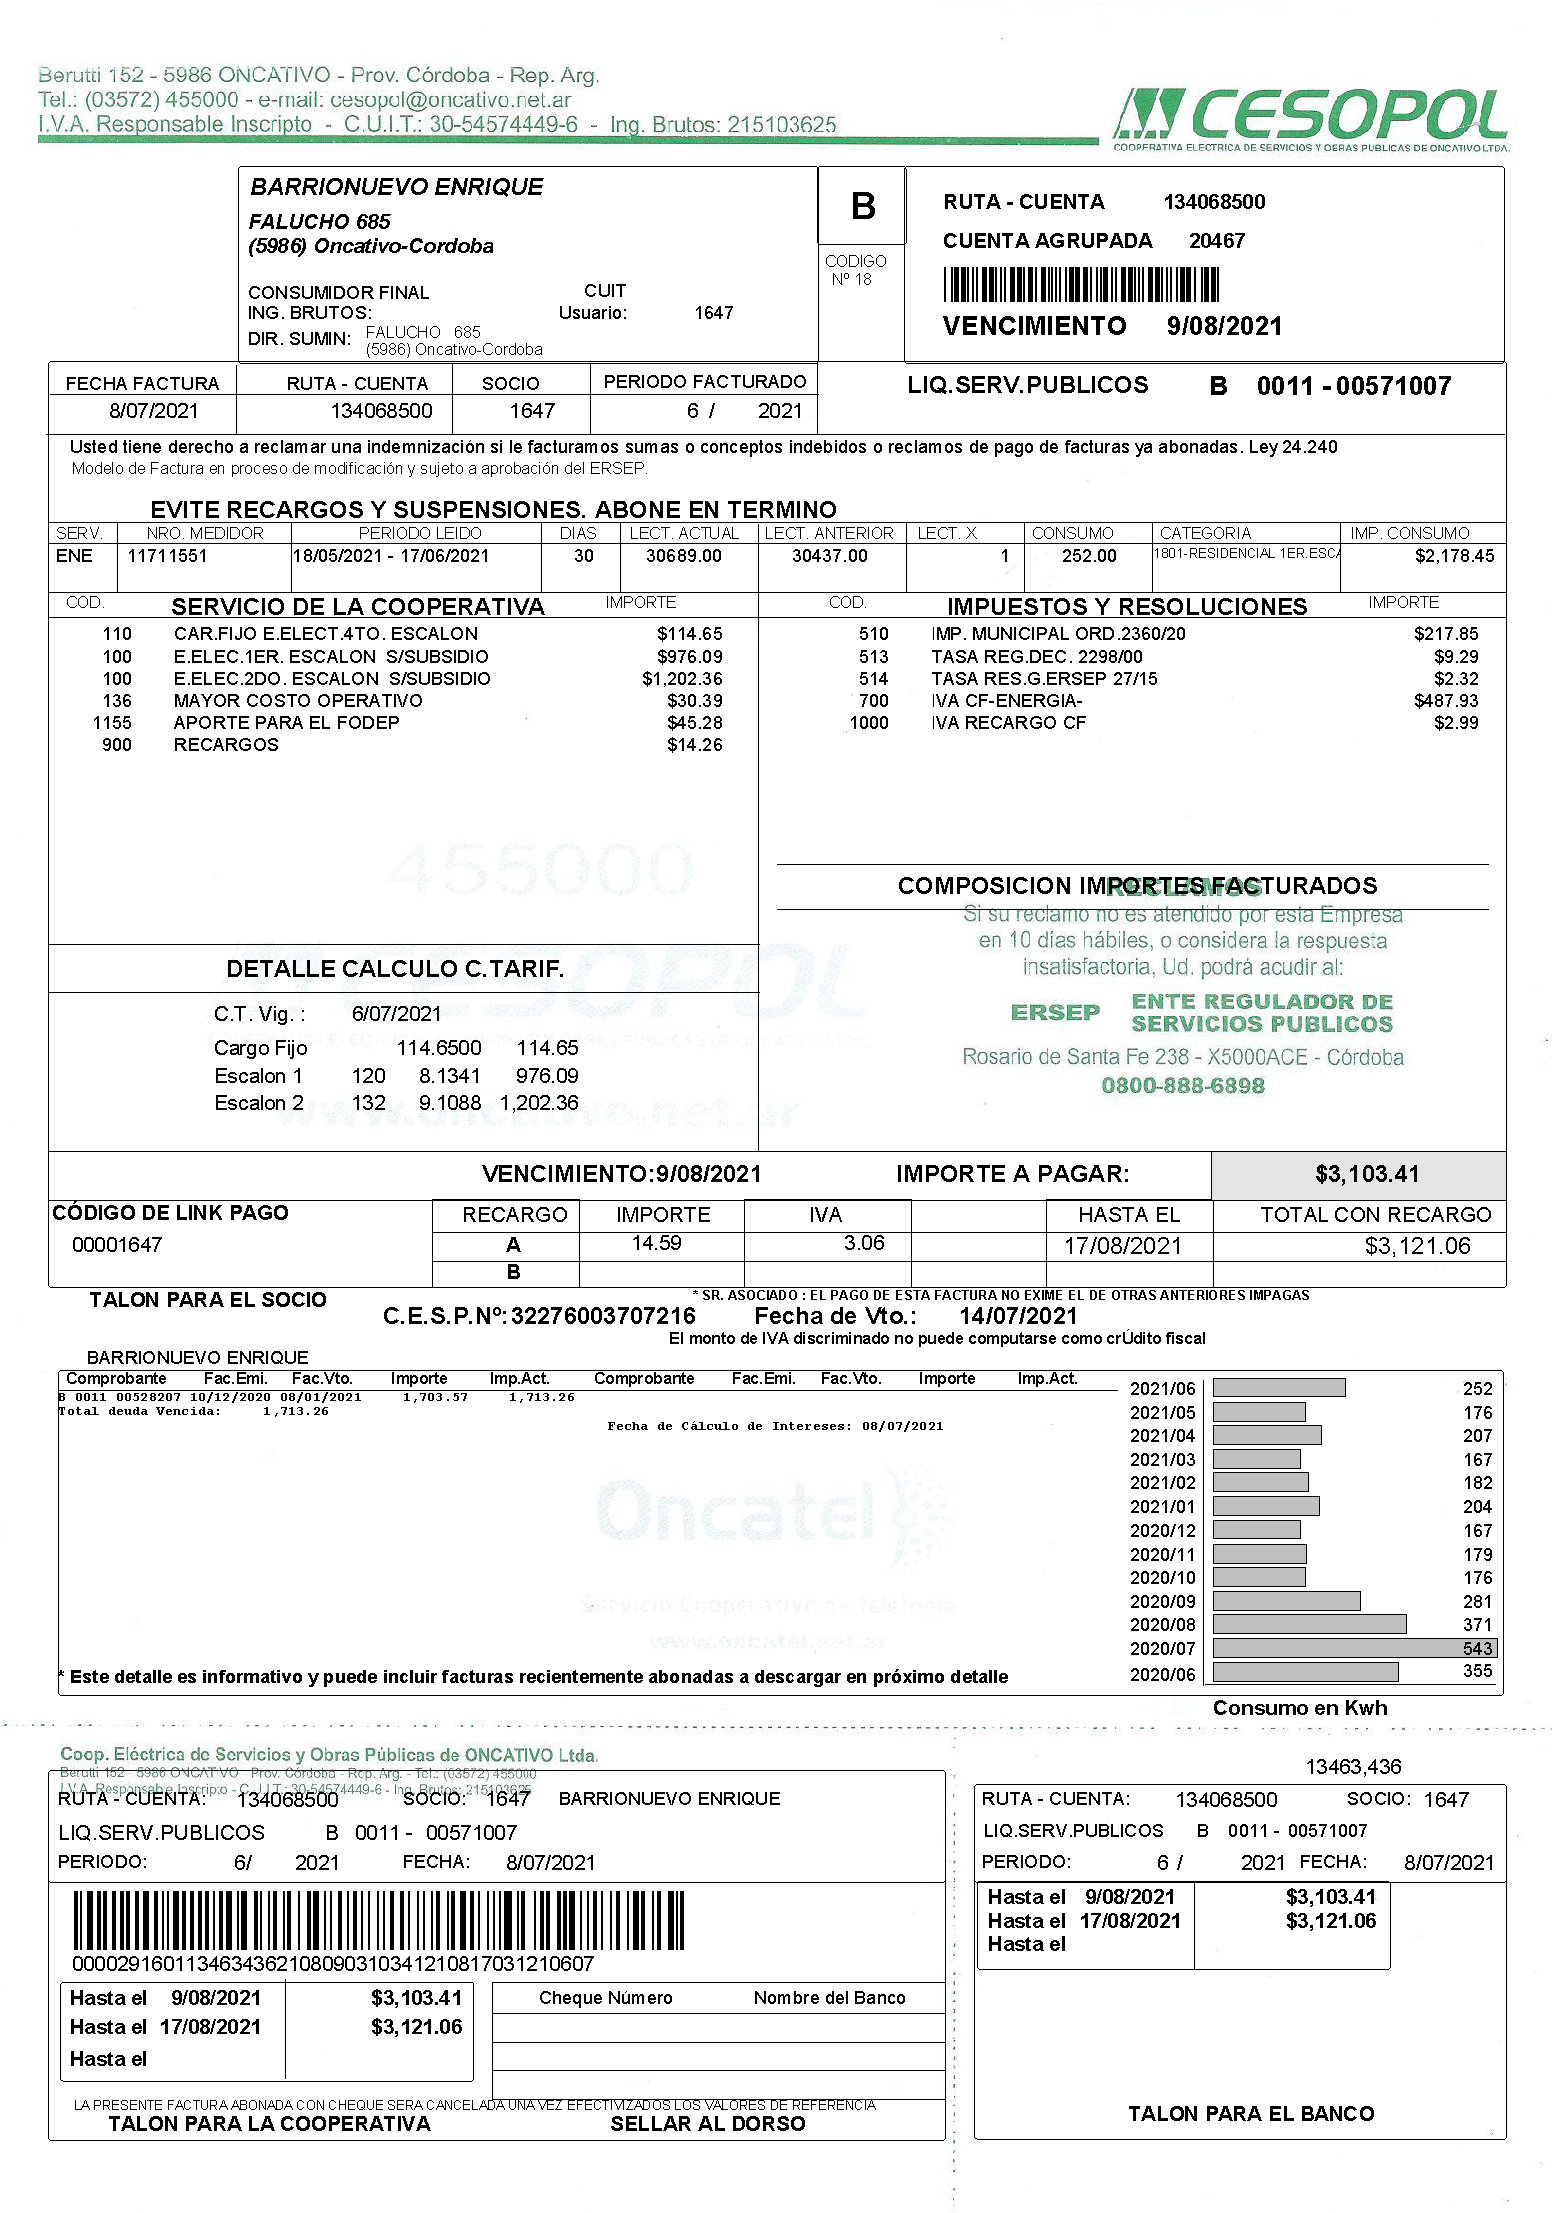 Berutti 152 - 5986 ONCATIVO - Prov. Córdoba - Rep. Arg.
Tel.: (03572) 455000 - e-mail: cesopol@oncativo.net.ar
I.V.A. Responsable Inscripto - C.U.I.T.: 30-54574449-6 - Ing. Brutos: 215103625
CESOPOL
COOPERATIVA ELECTRICA DE SERVICIOS Y OBRAS PUBLICAS DE ONCATIVO LTDA.
BARRIONUEVO ENRIQUE
FALUCHO 685
(5986) Oncativo-Cordoba
CONSUMIDOR FINAL CUIT
ING. BRUTOS: Usuario: 1647
DIR. SUMIN: FALUCHO 685
(5986) Oncativo-Cordoba
B
CODIGO
Nº 18
RUTA - CUENTA 134068500
CUENTA AGRUPADA 20467
VENCIMIENTO 9/08/2021
FECHA FACTURA RUTA - CUENTA SOCIO PERIODO FACTURADO
8/07/2021 134068500 1647 6 / 2021
LIQ.SERV.PUBLICOS B 0011 - 00571007
Usted tiene derecho a reclamar una indemnización si le facturamos sumas o conceptos indebidos o reclamos de pago de facturas ya abonadas. Ley 24.240
Modelo de Factura en proceso de modificación y sujeto a aprobación del ERSEP.
EVITE RECARGOS Y SUSPENSIONES. ABONE EN TERMINO
SERV. NRO. MEDIDOR PERIODO LEIDO DIAS LECT. ACTUAL LECT. ANTERIOR LECT. X CONSUMO CATEGORIA IMP. CONSUMO
ENE 11711551 18/05/2021 - 17/06/2021 30 30689.00 30437.00 1 252.00 1801-RESIDENCIAL 1ER.ESCA $2,178.45
COD. SERVICIO DE LA COOPERATIVA IMPORTE
110 CAR.FIJO E.ELECT.4TO. ESCALON $114.65
100 E.ELEC.1ER. ESCALON S/SUBSIDIO $976.09
100 E.ELEC.2DO. ESCALON S/SUBSIDIO $1,202.36
136 MAYOR COSTO OPERATIVO $30.39
1155 APORTE PARA EL FODEP $45.28
900 RECARGOS $14.26
COD. IMPUESTOS Y RESOLUCIONES IMPORTE
510 IMP. MUNICIPAL ORD.2360/20 $217.85
513 TASA REG.DEC. 2298/00 $9.29
514 TASA RES.G.ERSEP 27/15 $2.32
700 IVA CF-ENERGIA- $487.93
1000 IVA RECARGO CF $2.99
455000
CESOPOL
www.oncativo.net.ar
DETALLE CALCULO C.TARIF.
C.T. Vig. : 6/07/2021
Cargo Fijo 114.6500 114.65
Escalon 1 120 8.1341 976.09
Escalon 2 132 9.1088 1,202.36
COMPOSICION IMPORTES FACTURADOS
RECLAMOS
Si su reclamo no es atendido por esta Empresa
en 10 días hábiles, o considera la respuesta
insatisfactoria, Ud. podrá acudir al:
ERSEP ENTE REGULADOR DE
SERVICIOS PUBLICOS
Rosario de Santa Fe 238 - X5000ACE - Córdoba
0800-888-6898
VENCIMIENTO:9/08/2021 IMPORTE A PAGAR: $3,103.41
CÓDIGO DE LINK PAGO
00001647
RECARGO IMPORTE IVA HASTA EL TOTAL CON RECARGO
A 14.59 3.06 17/08/2021 $3,121.06
B
TALON PARA EL SOCIO
* SR. ASOCIADO : EL PAGO DE ESTA FACTURA NO EXIME EL DE OTRAS ANTERIORES IMPAGAS
C.E.S.P.Nº: 32276003707216 Fecha de Vto.: 14/07/2021
El monto de IVA discriminado no puede computarse como crÚdito fiscal
BARRIONUEVO ENRIQUE
Comprobante Fac.Emi. Fac.Vto. Importe Imp.Act. Comprobante Fac.Emi. Fac.Vto. Importe Imp.Act.
B 0011 00528207 10/12/2020 08/01/2021 1,703.57 1,713.26
Total deuda Vencida: 1,713.26
Fecha de Cálculo de Intereses: 08/07/2021
Oncatel
Servicio Cooperativo de Telefonía
www.oncatel.net.ar
* Este detalle es informativo y puede incluir facturas recientemente abonadas a descargar en próximo detalle
2021/06 252
2021/05 176
2021/04 207
2021/03 167
2021/02 182
2021/01 204
2020/12 167
2020/11 179
2020/10 176
2020/09 281
2020/08 371
2020/07 543
2020/06 355
Consumo en Kwh
Coop. Eléctrica de Servicios y Obras Públicas de ONCATIVO Ltda.
Berutti 152 - 5986 ONCATIVO - Prov. Córdoba - Rep. Arg. - Tel.: (03572) 455000
I.V.A. Responsable Inscripto - C.U.I.T.: 30-54574449-6 - Ing. Brutos: 215103625
RUTA - CUENTA: 134068500 SOCIO: 1647 BARRIONUEVO ENRIQUE
LIQ.SERV.PUBLICOS B 0011 - 00571007
PERIODO: 6/ 2021 FECHA: 8/07/2021
0000291601134634362108090310341210817031210607
Hasta el 9/08/2021 $3,103.41
Hasta el 17/08/2021 $3,121.06
Hasta el
Cheque Número Nombre del Banco
LA PRESENTE FACTURA ABONADA CON CHEQUE SERA CANCELADA UNA VEZ EFECTIVIZADOS LOS VALORES DE REFERENCIA
TALON PARA LA COOPERATIVA SELLAR AL DORSO
13463,436
RUTA - CUENTA: 134068500 SOCIO: 1647
LIQ.SERV.PUBLICOS B 0011 - 00571007
PERIODO: 6 / 2021 FECHA: 8/07/2021
Hasta el 9/08/2021 $3,103.41
Hasta el 17/08/2021 $3,121.06
Hasta el
TALON PARA EL BANCO